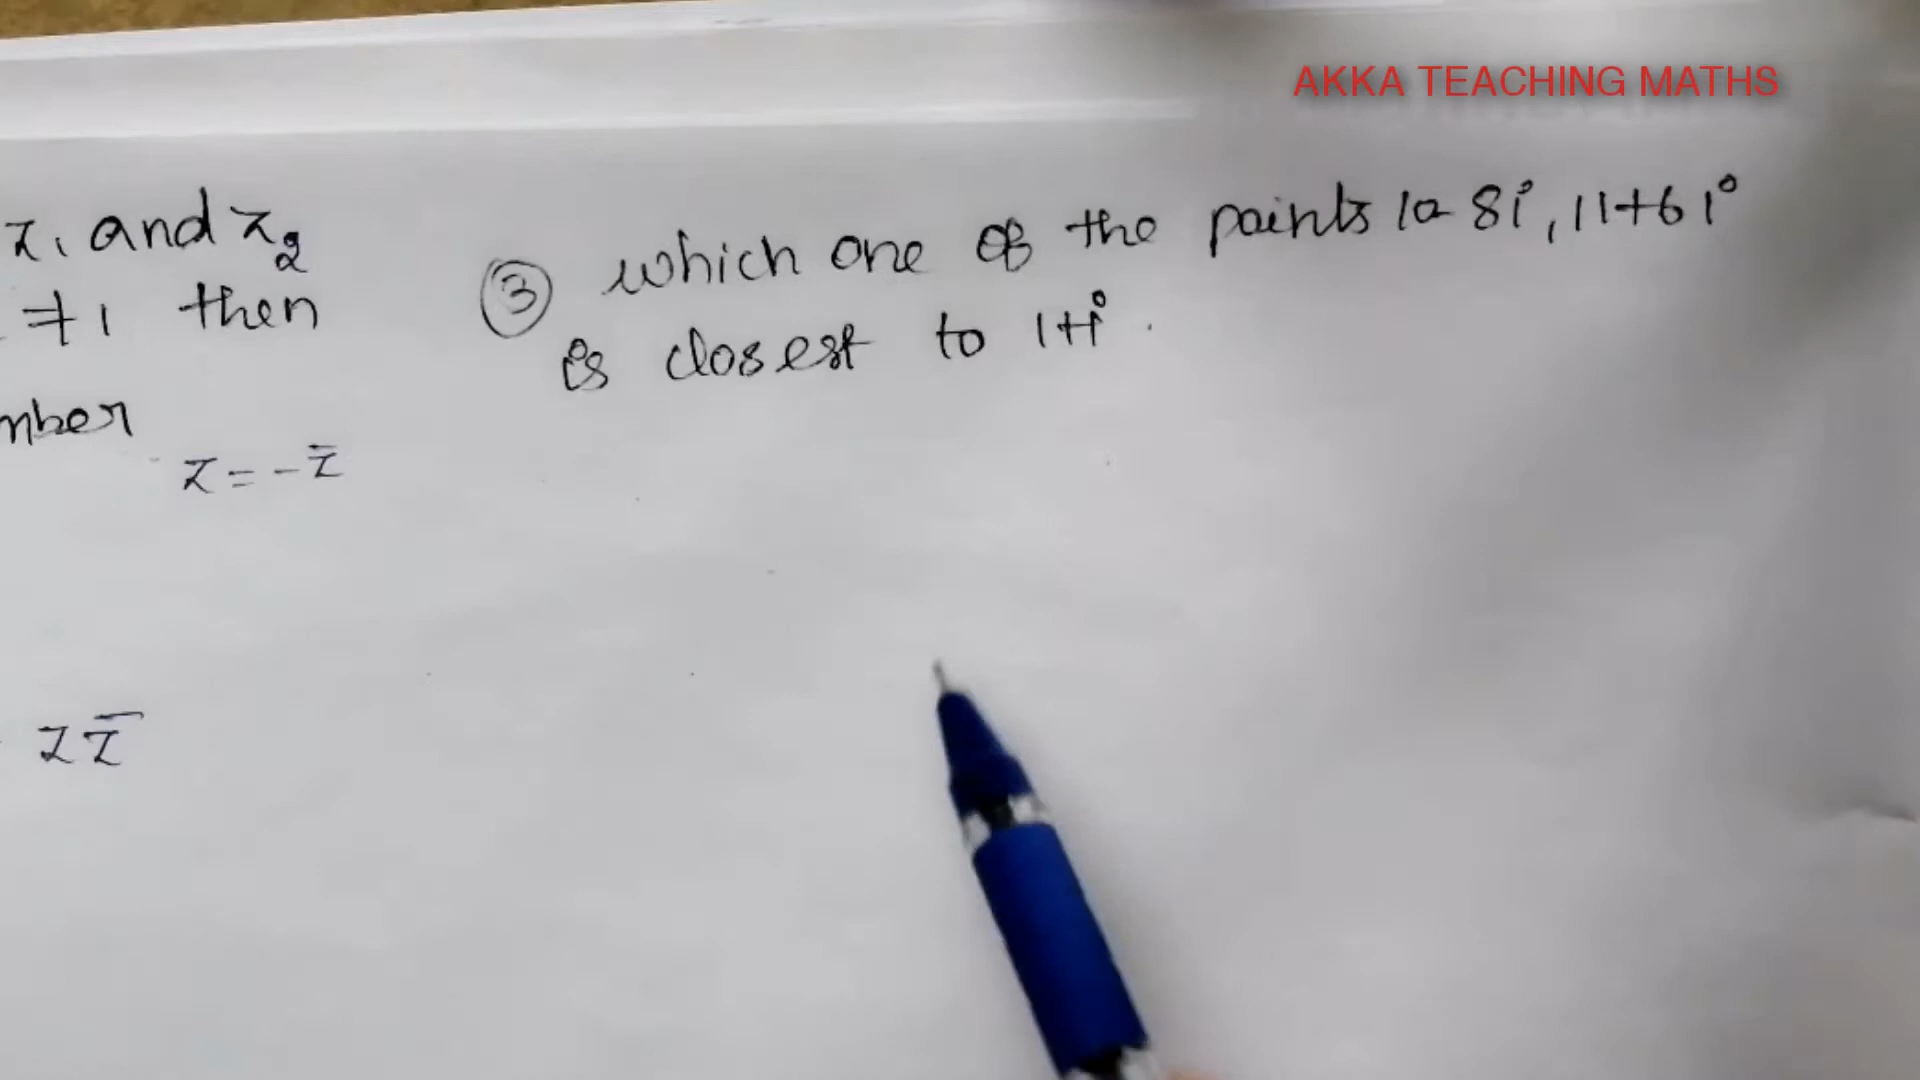 AKKA TEACHING MATHS
z₁ and z₂
≠ 1 then
mber
z = - z̄
z z̄
③ which one of the points 10 - 8i, 11 + 6i
is closest to 1+i.